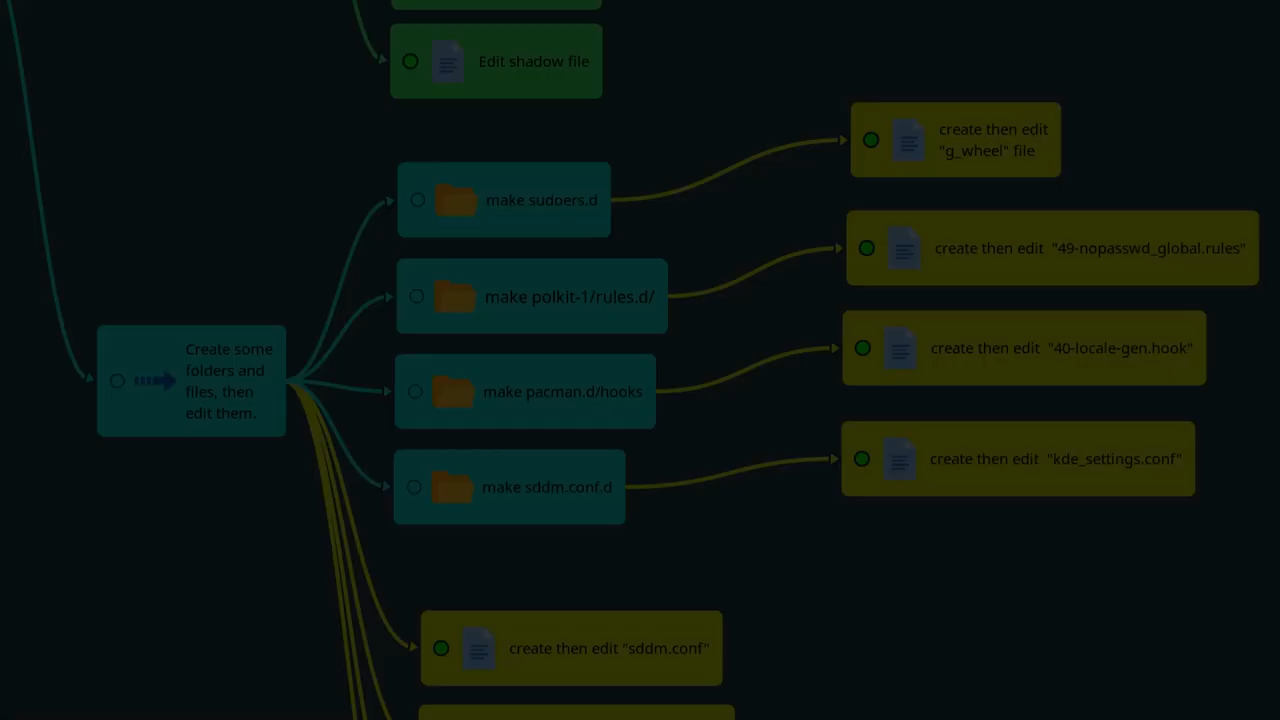 Edit shadow file
create then edit
"g_wheel" file
make sudoers.d
create then edit  "49-nopasswd_global.rules"
make polkit-1/rules.d/
create then edit  "40-locale-gen.hook"
Create some
folders and
files, then
edit them.
make pacman.d/hooks
create then edit  "kde_settings.conf"
make sddm.conf.d
create then edit "sddm.conf"